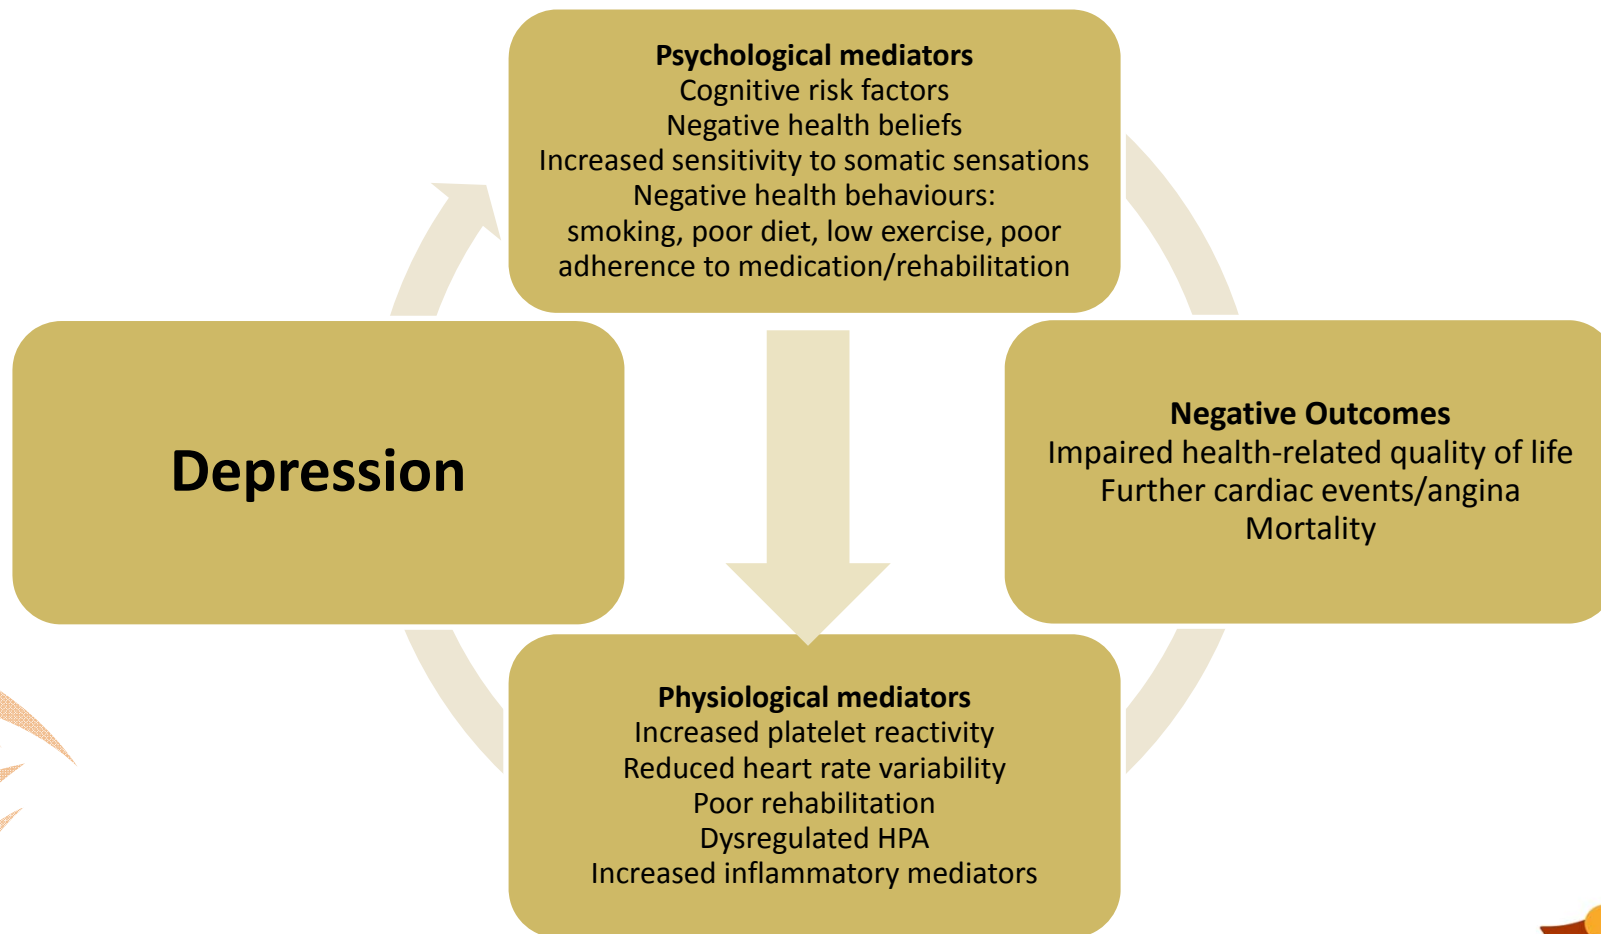 Psychological mediators
Cognitive risk factors
Negative health beliefs
Increased sensitivity to somatic sensations
Negative health behaviours:
smoking, poor diet, low exercise, poor
adherence to medication/rehabilitation
Depression
Negative Outcomes
Impaired health-related quality of life
Further cardiac events/angina
Mortality
Physiological mediators
Increased platelet reactivity
Reduced heart rate variability
Poor rehabilitation
Dysregulated HPA
Increased inflammatory mediators